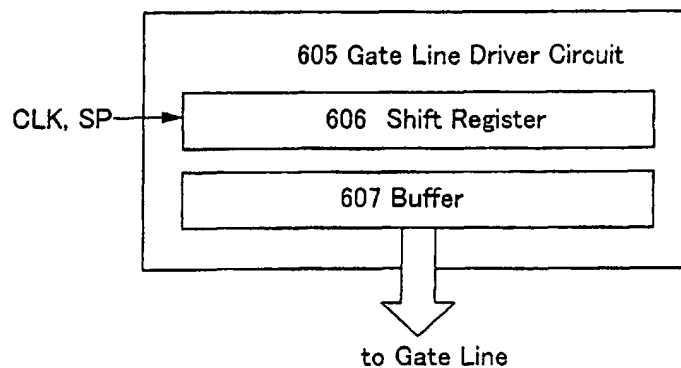 605 Gate Line Driver Circuit
CLK, SP
606 Shift Register
607 Buffer
to Gate Line